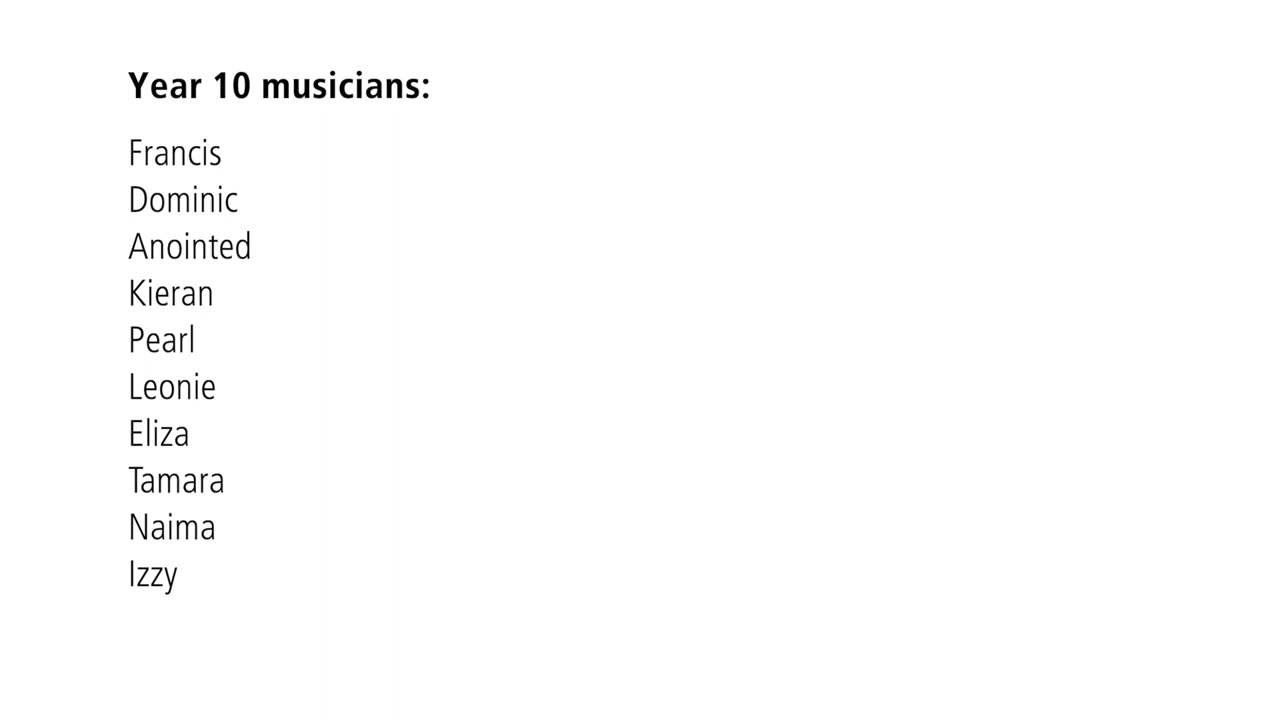 Year 10 musicians:
Francis
Dominic
Anointed
Kieran
Pearl
Leonie
Eliza
Tamara
Naima
Izzy